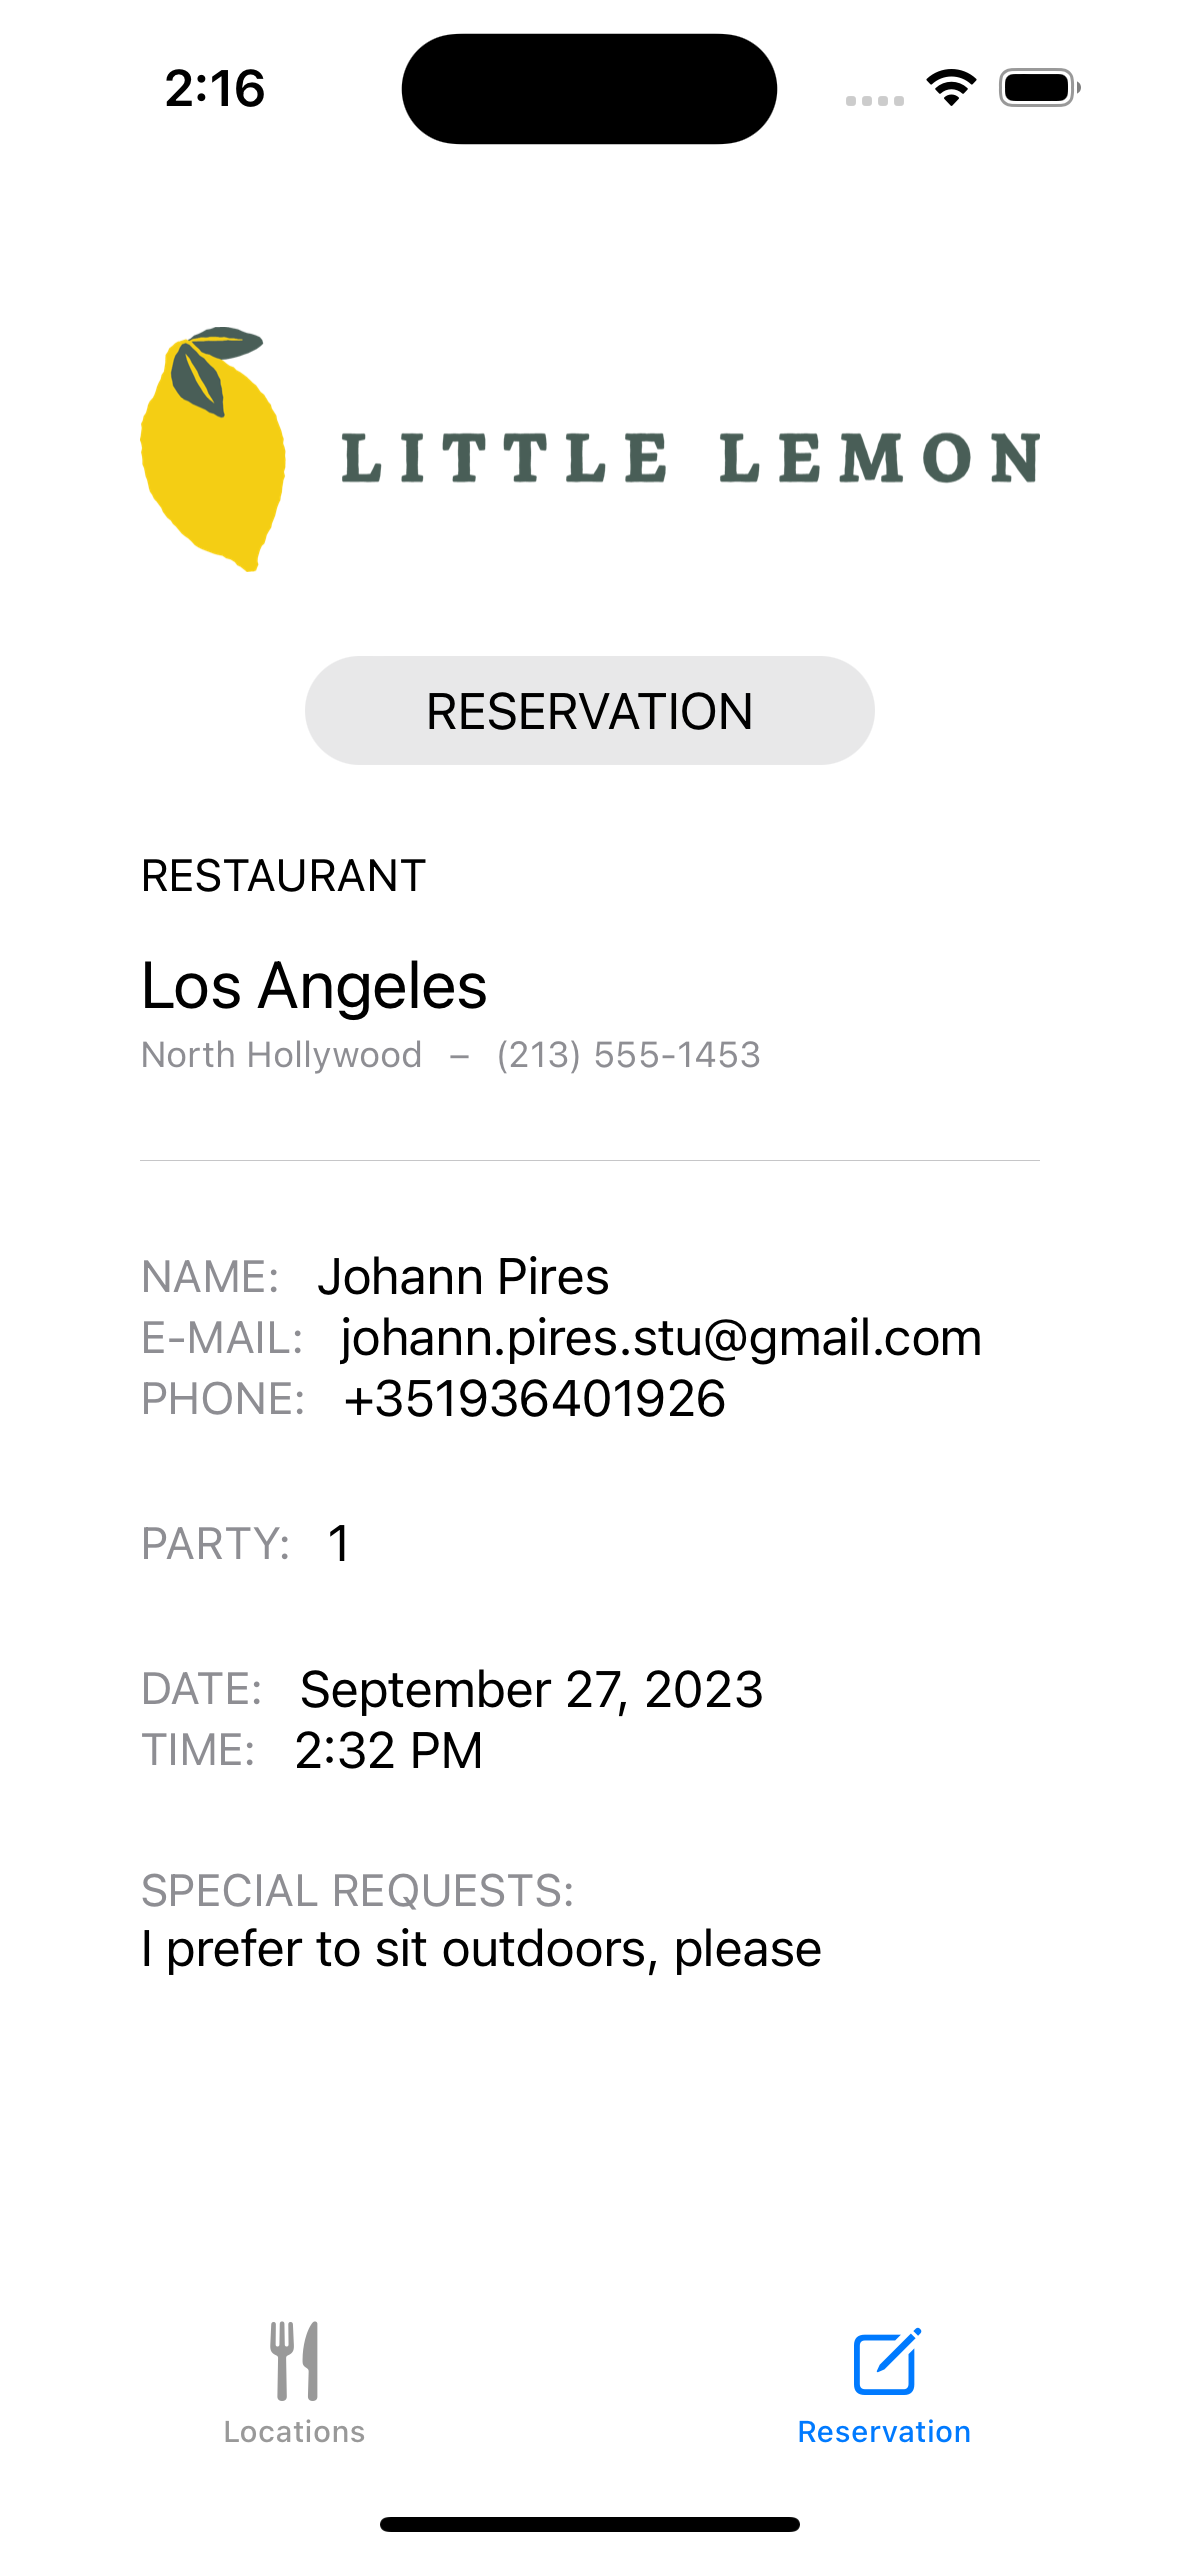 2:16
LITTLE LEMON
RESERVATION
RESTAURANT
Los Angeles
North Hollywood – (213) 555-1453
NAME: Johann Pires
E-MAIL: johann.pires.stu@gmail.com
PHONE: +351936401926
PARTY: 1
DATE: September 27, 2023
TIME: 2:32 PM
SPECIAL REQUESTS:
I prefer to sit outdoors, please
Locations
Reservation